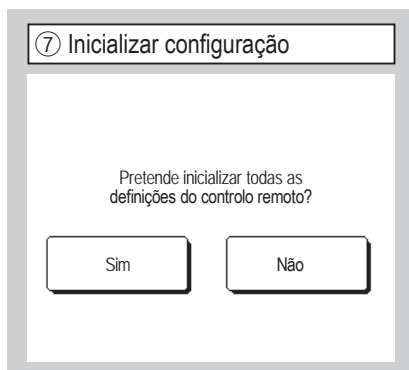 ⑦ Inicializar configuração
Pretende inicializar todas as
definições do controlo remoto?
Sim
Não